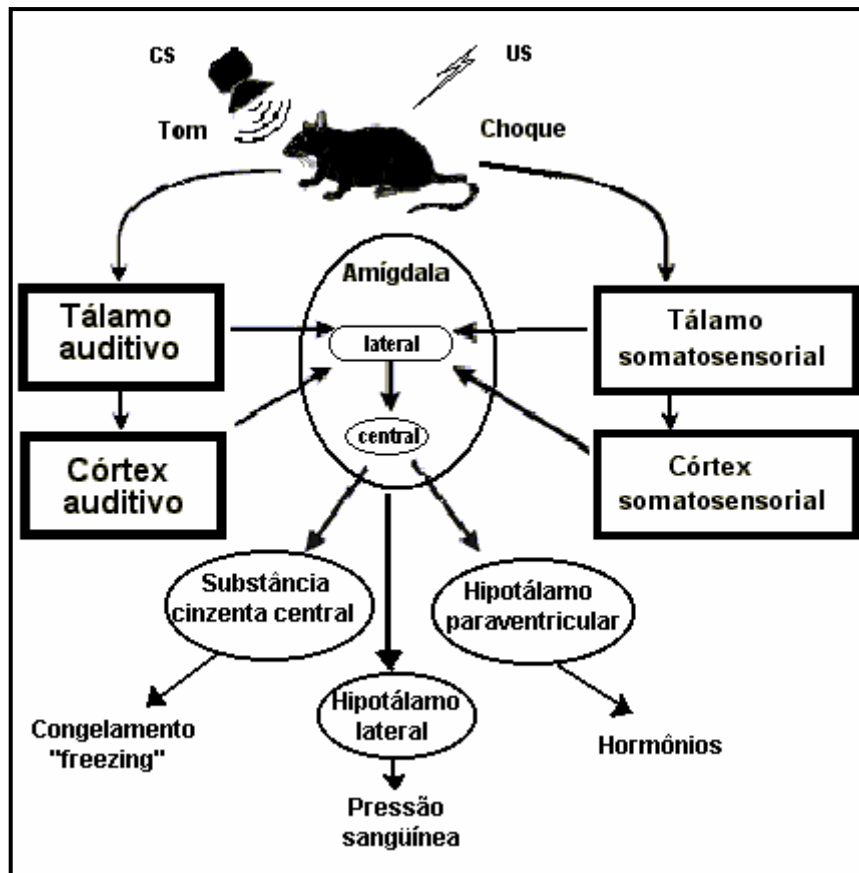 CS
US
Tom
Choque
Amígdala
Tálamo
auditivo
lateral
Tálamo
somatosensorial
central
Córtex
auditivo
Córtex
somatosensorial
Substância
cinzenta central
Hipotálamo
paraventricular
Hipotálamo
lateral
Congelamento
"freezing"
Hormônios
Pressão
sangüínea